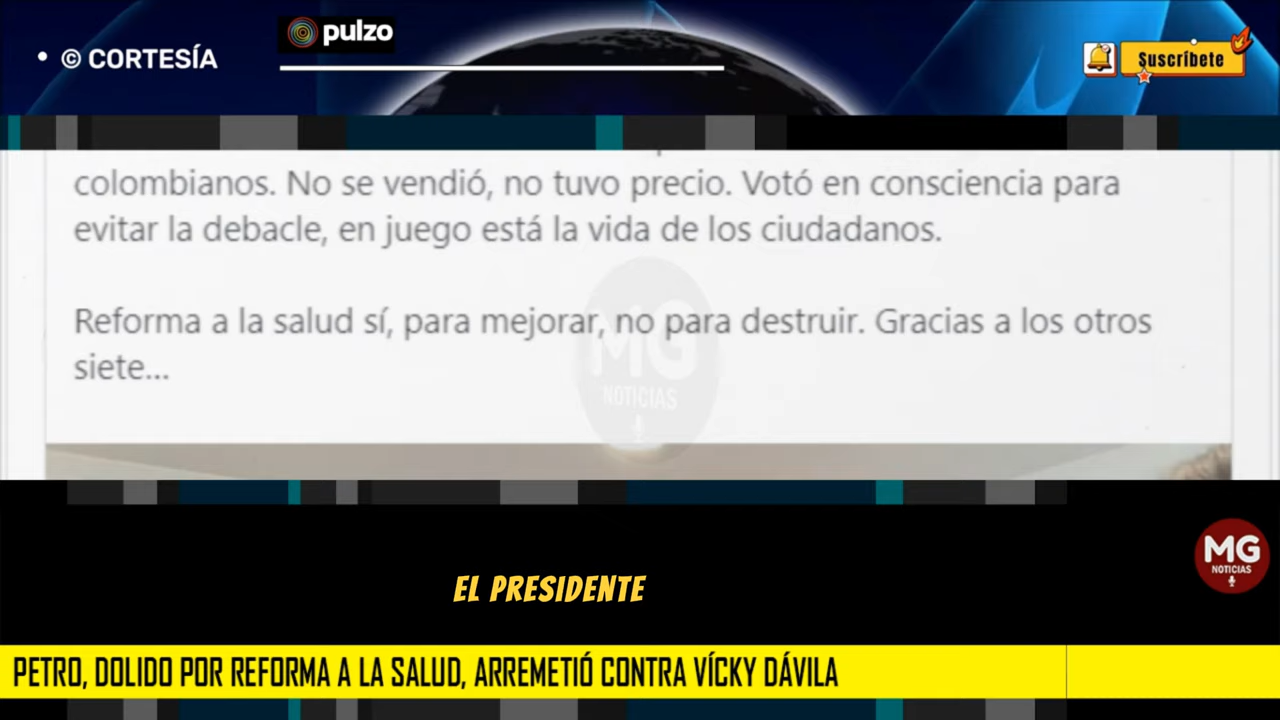 • © CORTESÍA
pulzo
Suscríbete
colombianos. No se vendió, no tuvo precio. Votó en consciencia para
evitar la debacle, en juego está la vida de los ciudadanos.
Reforma a la salud sí, para mejorar, no para destruir. Gracias a los otros
siete...
MG
NOTICIAS
EL PRESIDENTE
MG
NOTICIAS
PETRO, DOLIDO POR REFORMA A LA SALUD, ARREMETIÓ CONTRA VÍCKY DÁVILA